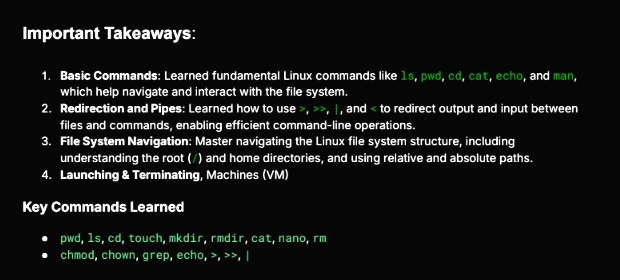 Important Takeaways:
1. Basic Commands: Learned fundamental Linux commands like ls, pwd, cd, cat, echo, and man,
which help navigate and interact with the file system.
2. Redirection and Pipes: Learned how to use >, >>, |, and < to redirect output and input between
files and commands, enabling efficient command-line operations.
3. File System Navigation: Master navigating the Linux file system structure, including
understanding the root (/) and home directories, and using relative and absolute paths.
4. Launching & Terminating, Machines (VM)
Key Commands Learned
• pwd, ls, cd, touch, mkdir, rmdir, cat, nano, rm
• chmod, chown, grep, echo, >, >>, |